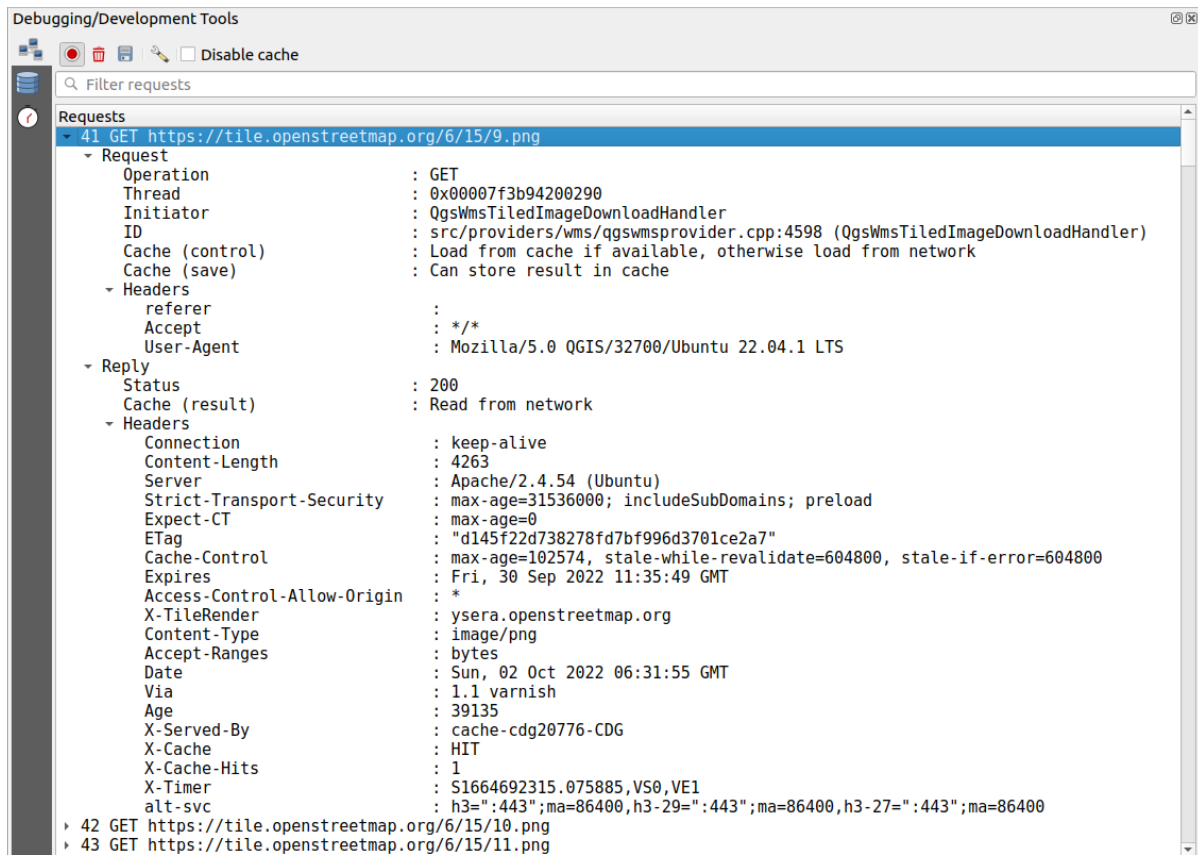 Debugging/Development Tools
Disable cache
Filter requests
Requests
41 GET https://tile.openstreetmap.org/6/15/9.png
Request
Operation : GET
Thread : 0x00007f3b94200290
Initiator : QgsWmsTiledImageDownloadHandler
ID : src/providers/wms/qgswmsprovider.cpp:4598 (QgsWmsTiledImageDownloadHandler)
Cache (control) : Load from cache if available, otherwise load from network
Cache (save) : Can store result in cache
Headers
referer :
Accept : */*
User-Agent : Mozilla/5.0 QGIS/32700/Ubuntu 22.04.1 LTS
Reply
Status : 200
Cache (result) : Read from network
Headers
Connection : keep-alive
Content-Length : 4263
Server : Apache/2.4.54 (Ubuntu)
Strict-Transport-Security : max-age=31536000; includeSubDomains; preload
Expect-CT : max-age=0
ETag : "d145f22d738278fd7bf996d3701ce2a7"
Cache-Control : max-age=102574, stale-while-revalidate=604800, stale-if-error=604800
Expires : Fri, 30 Sep 2022 11:35:49 GMT
Access-Control-Allow-Origin : *
X-TileRender : ysera.openstreetmap.org
Content-Type : image/png
Accept-Ranges : bytes
Date : Sun, 02 Oct 2022 06:31:55 GMT
Via : 1.1 varnish
Age : 39135
X-Served-By : cache-cdg20776-CDG
X-Cache : HIT
X-Cache-Hits : 1
X-Timer : S1664692315.075885,VS0,VE1
alt-svc : h3=":443";ma=86400,h3-29=":443";ma=86400,h3-27=":443";ma=86400
42 GET https://tile.openstreetmap.org/6/15/10.png
43 GET https://tile.openstreetmap.org/6/15/11.png